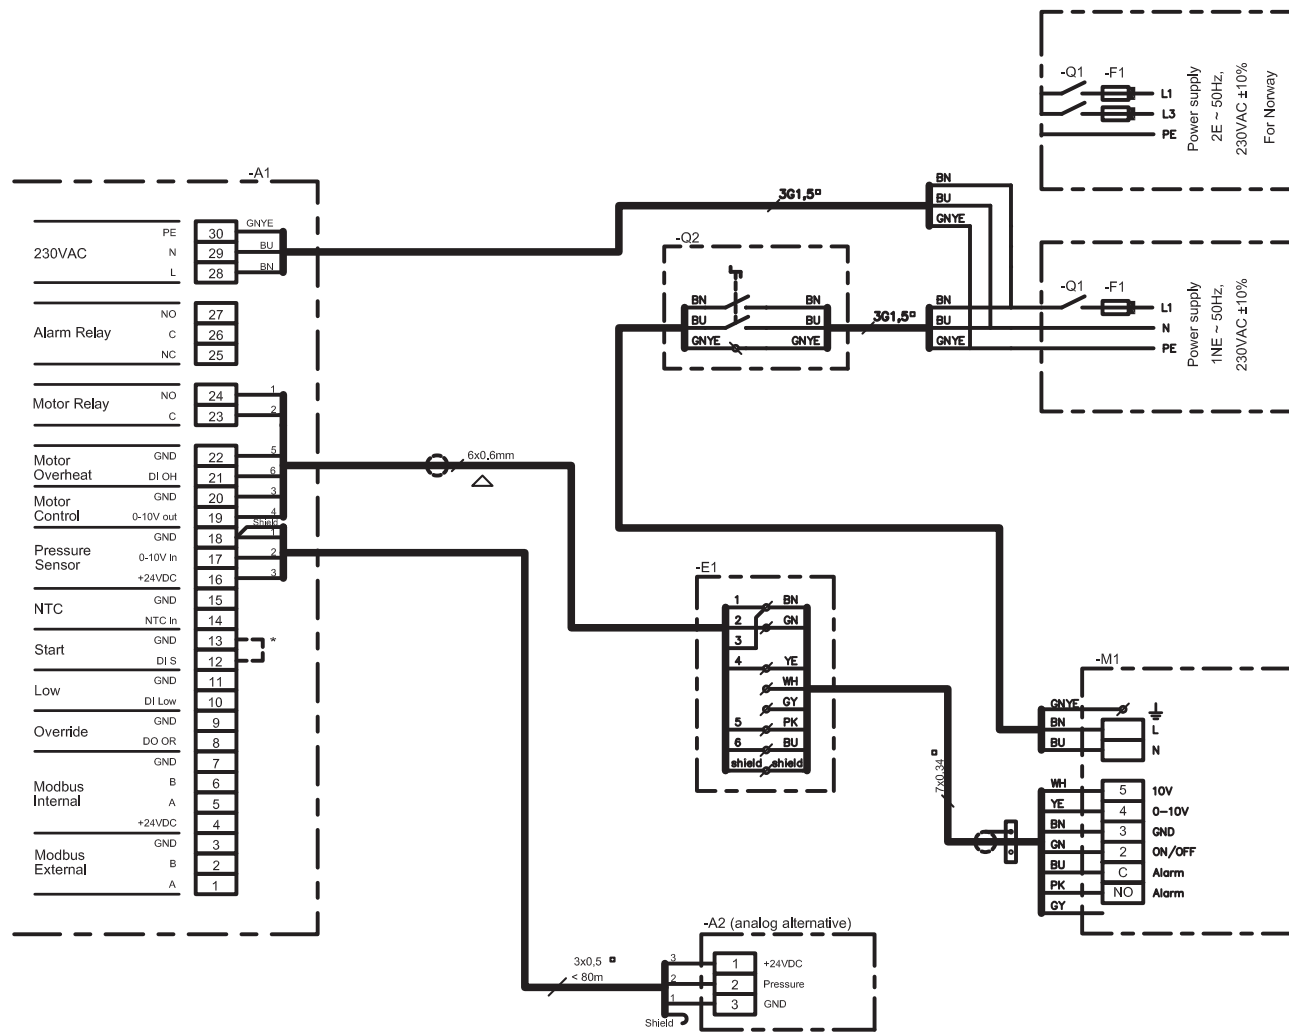 -Q1 -F1
L1
L3
PE
Power supply
2E ~ 50Hz,
230VAC ±10%
For Norway
-A1
230VAC
PE 30 GNYE
N 29 BU
L 28 BN
Alarm Relay
NO 27
C 26
NC 25
Motor Relay
NO 24 1
C 23 2
Motor
Overheat
GND 22 5
DI OH 21 6
Motor
Control
GND 20 3
0-10V out 19 4
Shield
Pressure
Sensor
GND 18 1
0-10V In 17 2
+24VDC 16 3
NTC
GND 15
NTC In 14
Start
GND 13 *
DI S 12
Low
GND 11
DI Low 10
Override
GND 9
DO OR 8
Modbus
Internal
GND 7
B 6
A 5
+24VDC 4
Modbus
External
GND 3
B 2
A 1
3G1,5
BN
BU
GNYE
-Q2
BN BN
BU BU
GNYE GNYE
3G1,5
BN
BU
GNYE
-Q1 -F1
L1
N
PE
Power supply
1NE ~ 50Hz,
230VAC ±10%
6x0.6mm
-E1
1 BN
2 GN
3
4 YE
WH
GY
5 PK
6 BU
shield shield
7x0.34
-M1
GNYE
BN L
BU N
WH 5 10V
YE 4 0-10V
BN 3 GND
GN 2 ON/OFF
BU C Alarm
PK NO Alarm
GY
-A2 (analog alternative)
3x0,5
< 80m
3 1 +24VDC
2 2 Pressure
1 3 GND
Shield